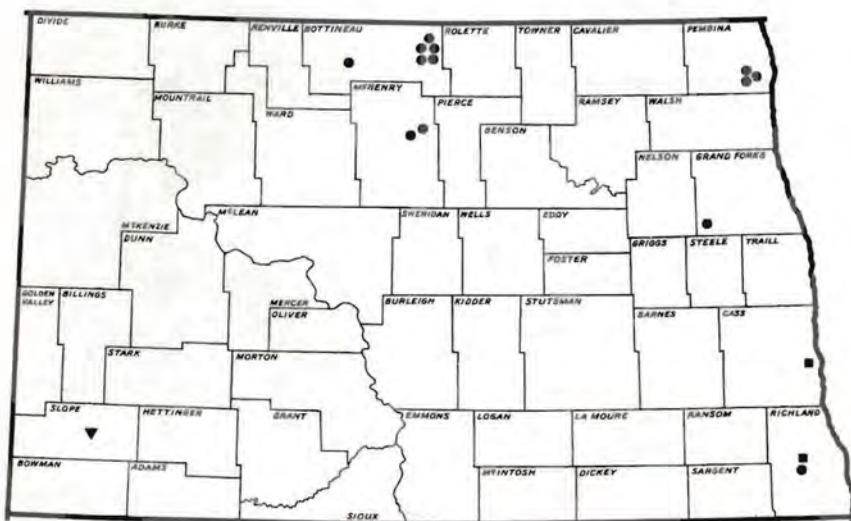 DIVIDE
BURKE
RENVILLE
BOTTINEAU
ROLETTE
TOWNER
CAVALIER
PEMBINA
WILLIAMS
MOUNTRAIL
WARD
MCHENRY
PIERCE
BENSON
RAMSEY
WALSH
NELSON
GRAND FORKS
MCKENZIE
DUNN
MCLEAN
SHERIDAN
WELLS
EDDY
FOSTER
GRIGGS
STEELE
TRAILL
GOLDEN
VALLEY
BILLINGS
MERCER
OLIVER
BURLEIGH
KIDDER
STUTSMAN
BARNES
CASS
STARK
MORTON
SLOPE
HETTINGER
GRANT
EMMONS
LOGAN
LA MOURE
RANSOM
RICHLAND
BOWMAN
ADAMS
SIOUX
MCINTOSH
DICKEY
SARGENT